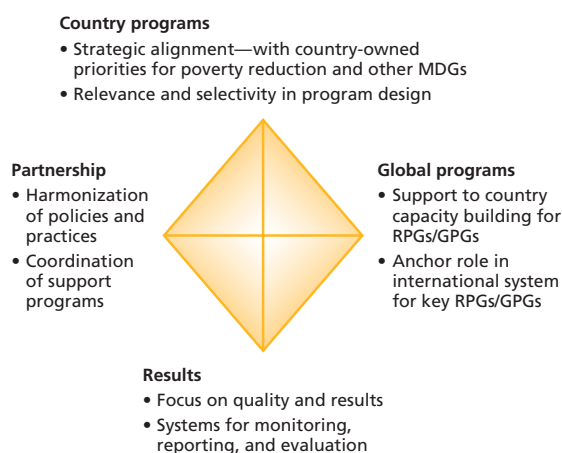 Country programs
• Strategic alignment—with country-owned
priorities for poverty reduction and other MDGs
• Relevance and selectivity in program design
Partnership
• Harmonization
of policies and
practices
• Coordination
of support
programs
Global programs
• Support to country
capacity building for
RPGs/GPGs
• Anchor role in
international system
for key RPGs/GPGs
Results
• Focus on quality and results
• Systems for monitoring,
reporting, and evaluation